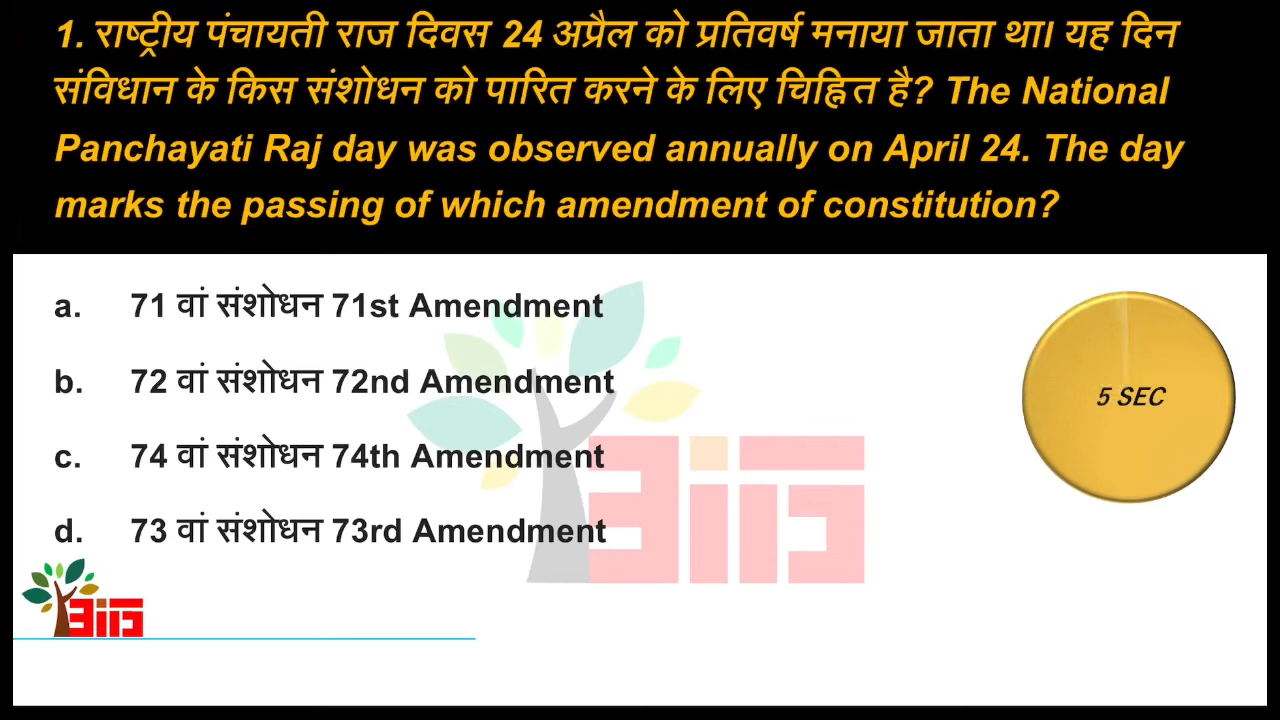 1. राष्ट्रीय पंचायती राज दिवस 24 अप्रैल को प्रतिवर्ष मनाया जाता था। यह दिन
संविधान के किस संशोधन को पारित करने के लिए चिह्नित है? The National
Panchayati Raj day was observed annually on April 24. The day
marks the passing of which amendment of constitution?
a. 71 वां संशोधन 71st Amendment
b. 72 वां संशोधन 72nd Amendment
5 SEC
c. 74 वां संशोधन 74th Amendment
d. 73 वां संशोधन 73rd Amendment